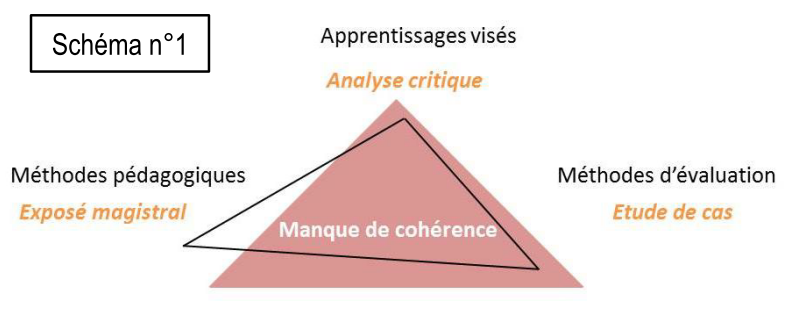 Schéma n°1
Apprentissages visés
Analyse critique
Méthodes pédagogiques
Exposé magistral
Méthodes d’évaluation
Etude de cas
Manque de cohérence